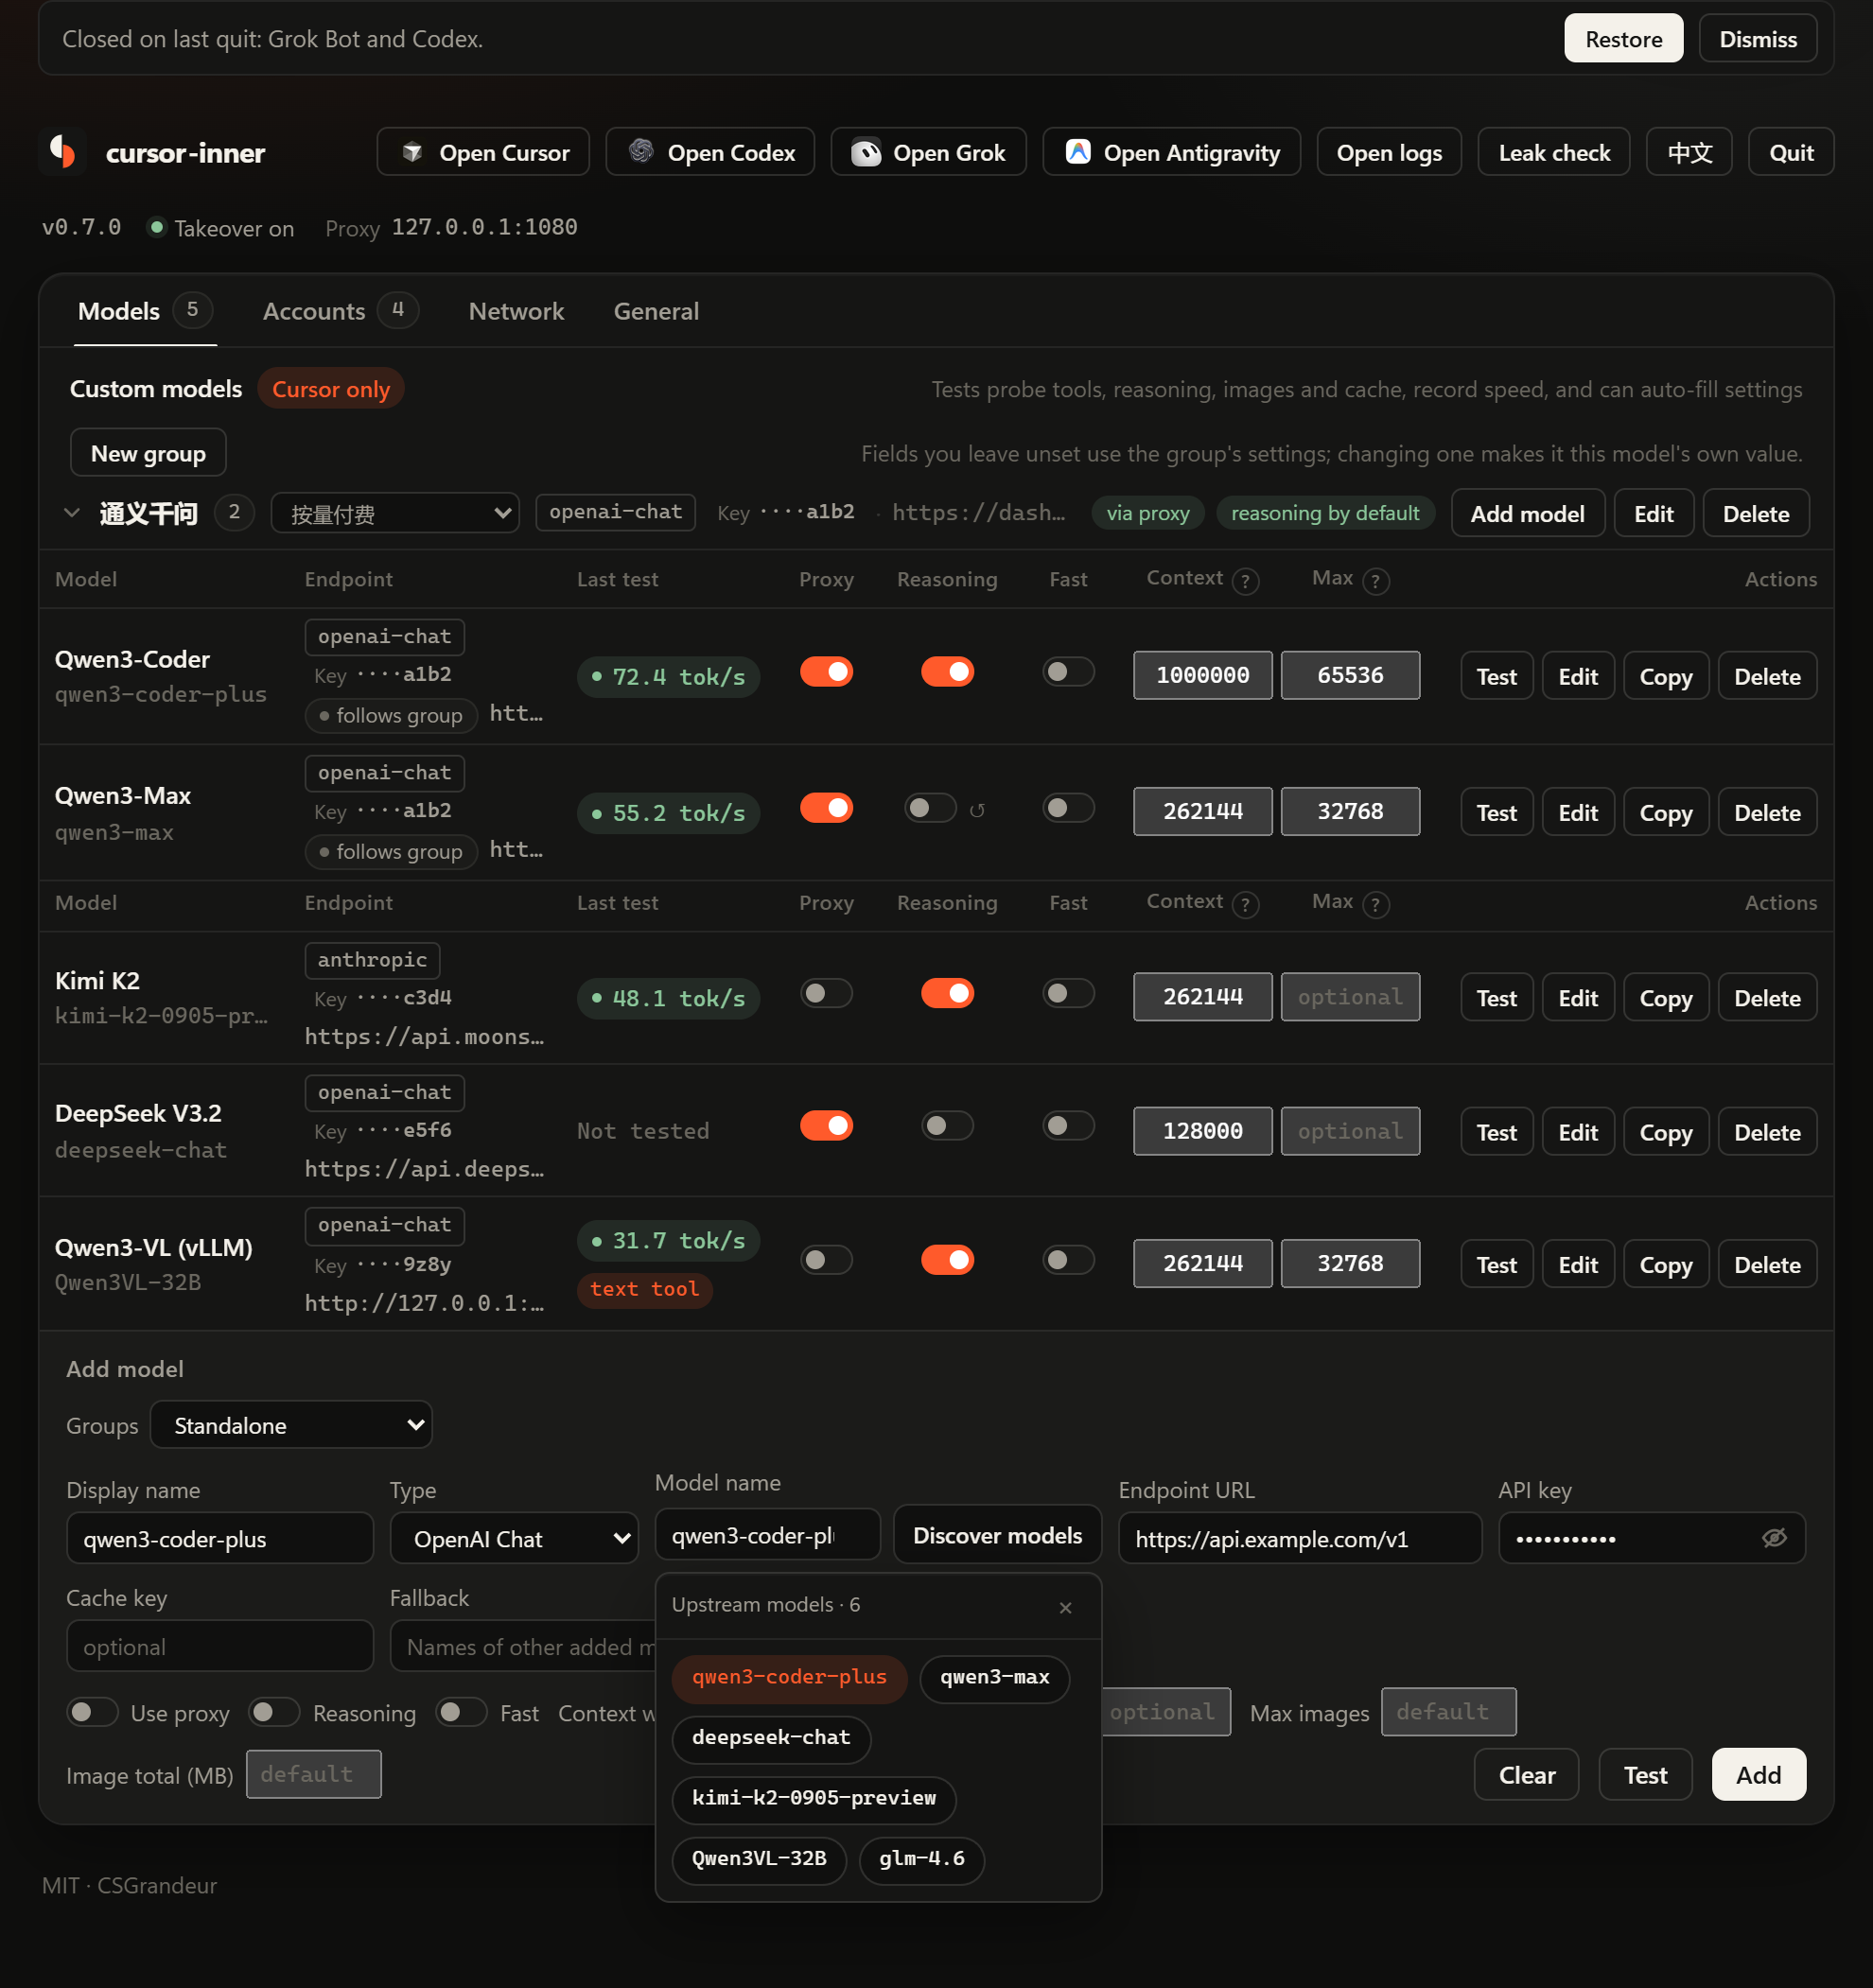 Closed on last quit: Grok Bot and Codex.
Restore
Dismiss
cursor-inner
Open Cursor
Open Codex
Open Grok
Open Antigravity
Open logs
Leak check
中文
Quit
v0.7.0
Takeover on
Proxy 127.0.0.1:1080
Models 5
Accounts 4
Network
General
Custom models
Cursor only
Tests probe tools, reasoning, images and cache, record speed, and can auto-fill settings
New group
Fields you leave unset use the group's settings; changing one makes it this model's own value.
通义千问 2
按量付费
openai-chat
Key ····a1b2
· https://dash…
via proxy
reasoning by default
Add model
Edit
Delete
Model Endpoint Last test Proxy Reasoning Fast Context ? Max ? Actions
Qwen3-Coder
qwen3-coder-plus
openai-chat
Key ····a1b2
follows group htt…
72.4 tok/s
1000000
65536
Test Edit Copy Delete
Qwen3-Max
qwen3-max
openai-chat
Key ····a1b2
follows group htt…
55.2 tok/s
↺
262144
32768
Test Edit Copy Delete
Model Endpoint Last test Proxy Reasoning Fast Context ? Max ? Actions
Kimi K2
kimi-k2-0905-pr…
anthropic
Key ····c3d4
https://api.moons…
48.1 tok/s
262144
optional
Test Edit Copy Delete
DeepSeek V3.2
deepseek-chat
openai-chat
Key ····e5f6
https://api.deeps…
Not tested
128000
optional
Test Edit Copy Delete
Qwen3-VL (vLLM)
Qwen3VL-32B
openai-chat
Key ····9z8y
http://127.0.0.1:…
31.7 tok/s
text tool
262144
32768
Test Edit Copy Delete
Add model
Groups
Standalone
Display name
qwen3-coder-plus
Type
OpenAI Chat
Model name
qwen3-coder-pl
Discover models
Endpoint URL
https://api.example.com/v1
API key
•••••••••••
Cache key
optional
Fallback
Names of other added m
Upstream models · 6
×
qwen3-coder-plus
qwen3-max
deepseek-chat
kimi-k2-0905-preview
Qwen3VL-32B
glm-4.6
Use proxy
Reasoning
Fast
Context w
optional
Max images
default
Image total (MB)
default
Clear
Test
Add
MIT · CSGrandeur